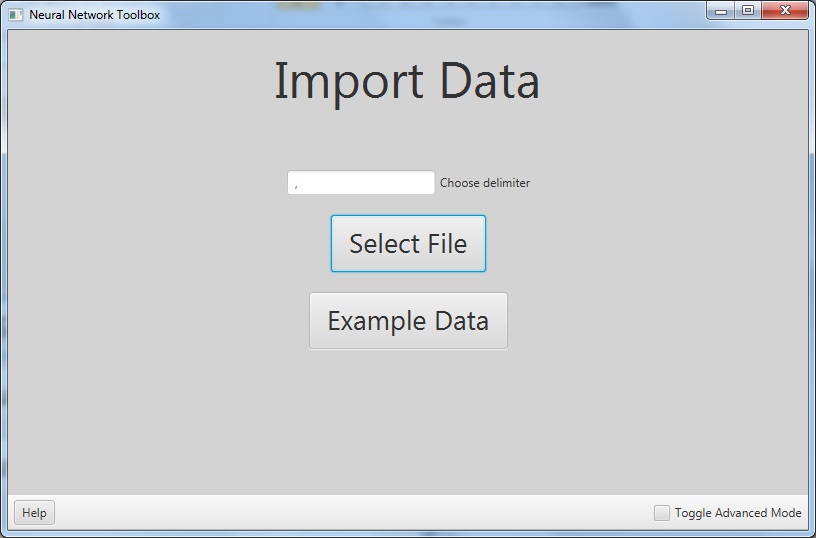 Neural Network Toolbox
Import Data
, Choose delimiter
Select File
Example Data
Help Toggle Advanced Mode